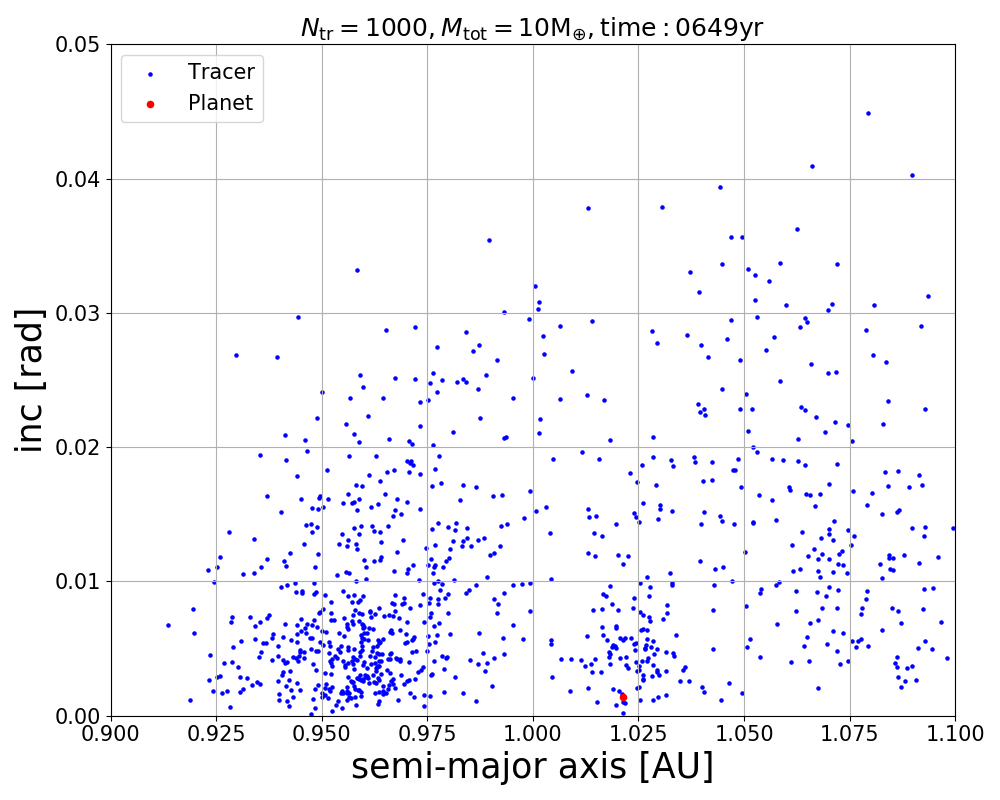 N_tr = 1000, M_tot = 10M_⊕, time : 0649yr
Tracer
Planet
0.05
0.04
0.03
0.02
0.01
0.00
inc [rad]
0.900 0.925 0.950 0.975 1.000 1.025 1.050 1.075 1.100
semi-major axis [AU]